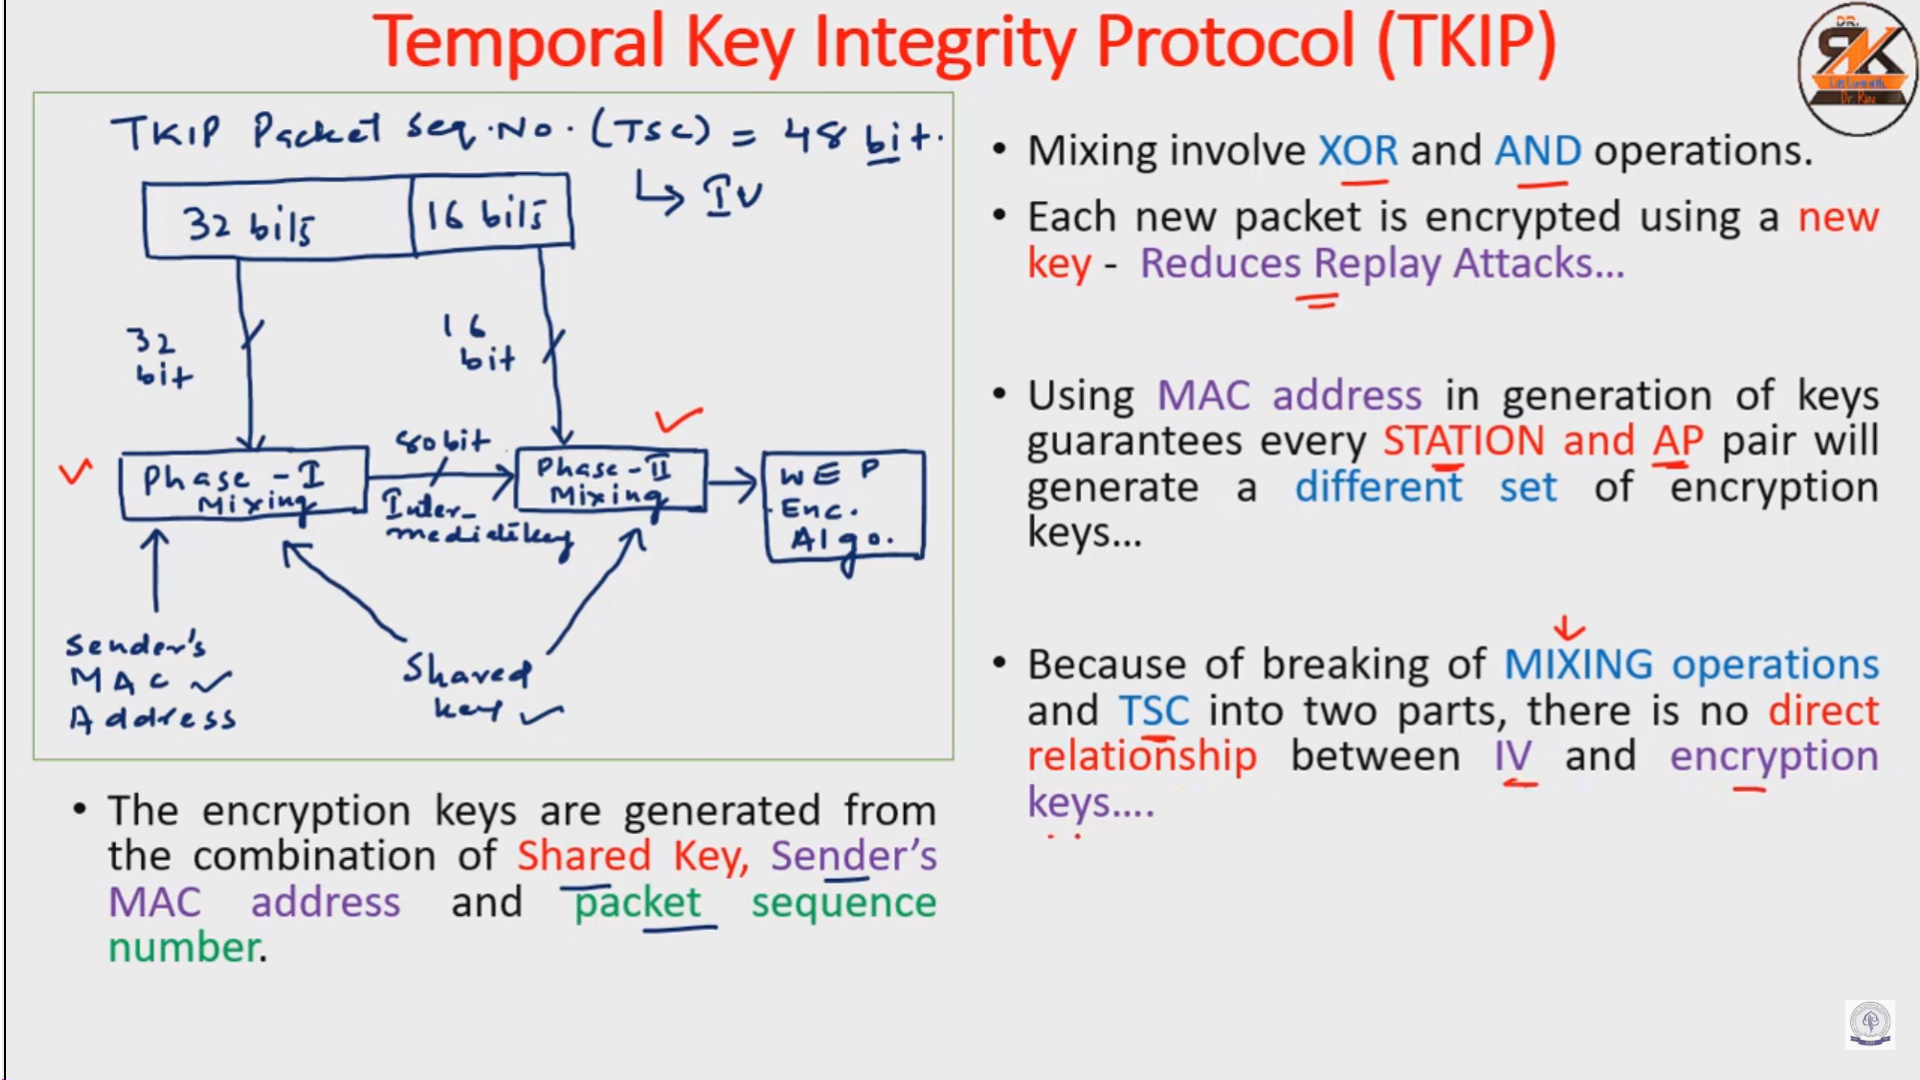 Temporal Key Integrity Protocol (TKIP)
DR.
RK
TKIP Packet Seq.No. (TSC) = 48 bit.
↳ IV
32 bits
16 bits
32
bit
16
bit
Phase - I
Mixing
80 bit
Inter-
mediate key
Phase - II
Mixing
WEP
Enc.
Algo.
Sender's
MAC
Address
Shared
key
• The encryption keys are generated from
the combination of Shared Key, Sender's
MAC address and packet sequence
number.
• Mixing involve XOR and AND operations.
• Each new packet is encrypted using a new
key - Reduces Replay Attacks...
• Using MAC address in generation of keys
guarantees every STATION and AP pair will
generate a different set of encryption
keys...
• Because of breaking of MIXING operations
and TSC into two parts, there is no direct
relationship between IV and encryption
keys....